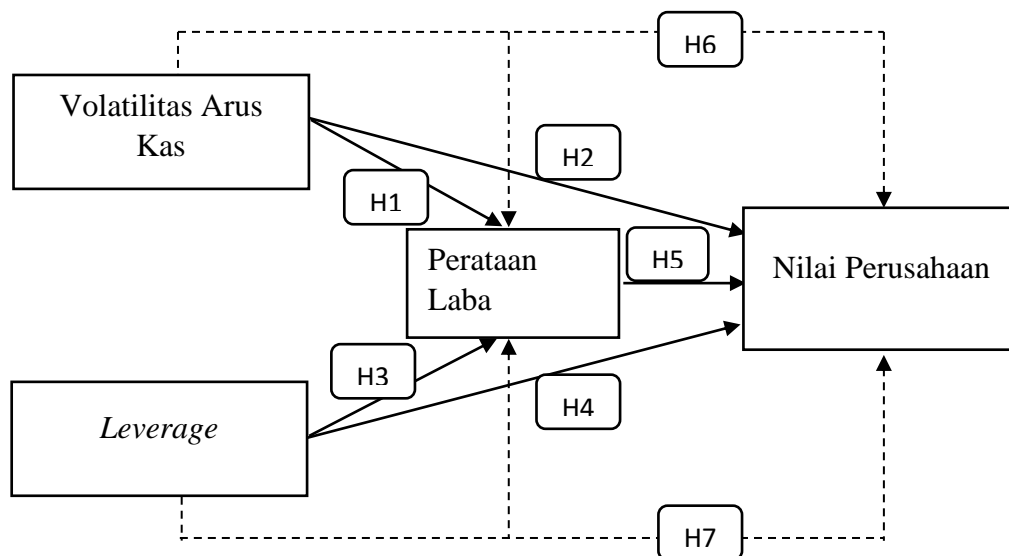 H6
Volatilitas Arus
Kas
H2
H1
Perataan
Laba
H5
Nilai Perusahaan
H3
H4
Leverage
H7